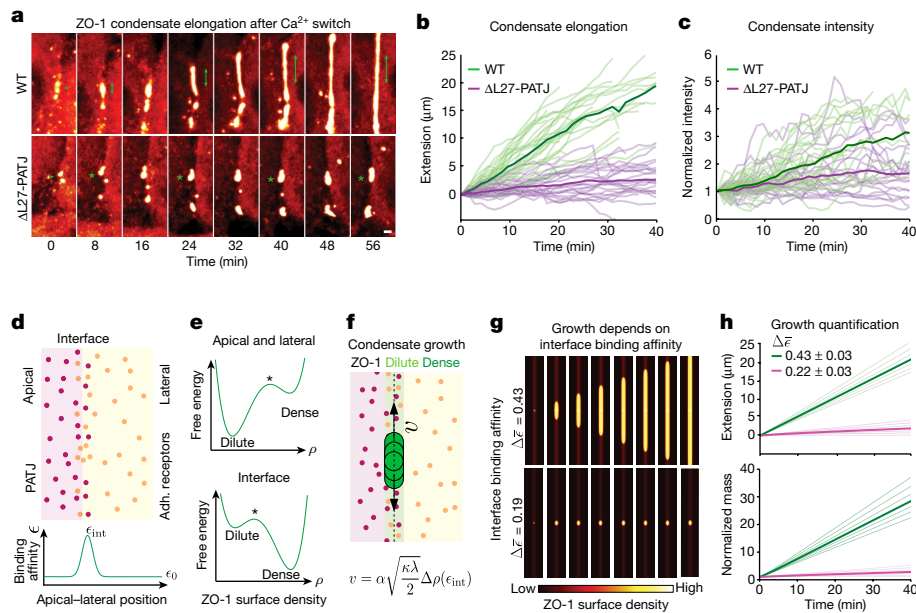 a
ZO-1 condensate elongation after Ca²⁺ switch
WT
ΔL27-PATJ
*
*
*
*
0 8 16 24 32 40 48 56
Time (min)
b
Condensate elongation
WT
ΔL27-PATJ
Extension (μm)
25
20
15
10
5
0
0 10 20 30 40
Time (min)
c
Condensate intensity
WT
ΔL27-PATJ
Normalized intensity
6
5
4
3
2
1
0
0 10 20 30 40
Time (min)
d
Interface
Apical
PATJ
Lateral
Adh. receptors
Binding
affinity
ϵ
ϵint
ϵ0
Apical–lateral position
e
Apical and lateral
Free energy
*
Dilute
Dense
ρ
Interface
Free energy
*
Dilute
Dense
ρ
ZO-1 surface density
f
Condensate growth
ZO-1 Dilute Dense
v
v = α√(κλ/2) Δρ(ϵint)
g
Growth depends on
interface binding affinity
Interface binding affinity
Δϵ̅ = 0.43
Δϵ̅ = 0.19
Low High
ZO-1 surface density
h
Growth quantification
Δϵ̅
0.43 ± 0.03
0.22 ± 0.03
Extension (μm)
25
20
15
10
5
0
Normalized mass
40
30
20
10
0
0 10 20 30 40
Time (min)